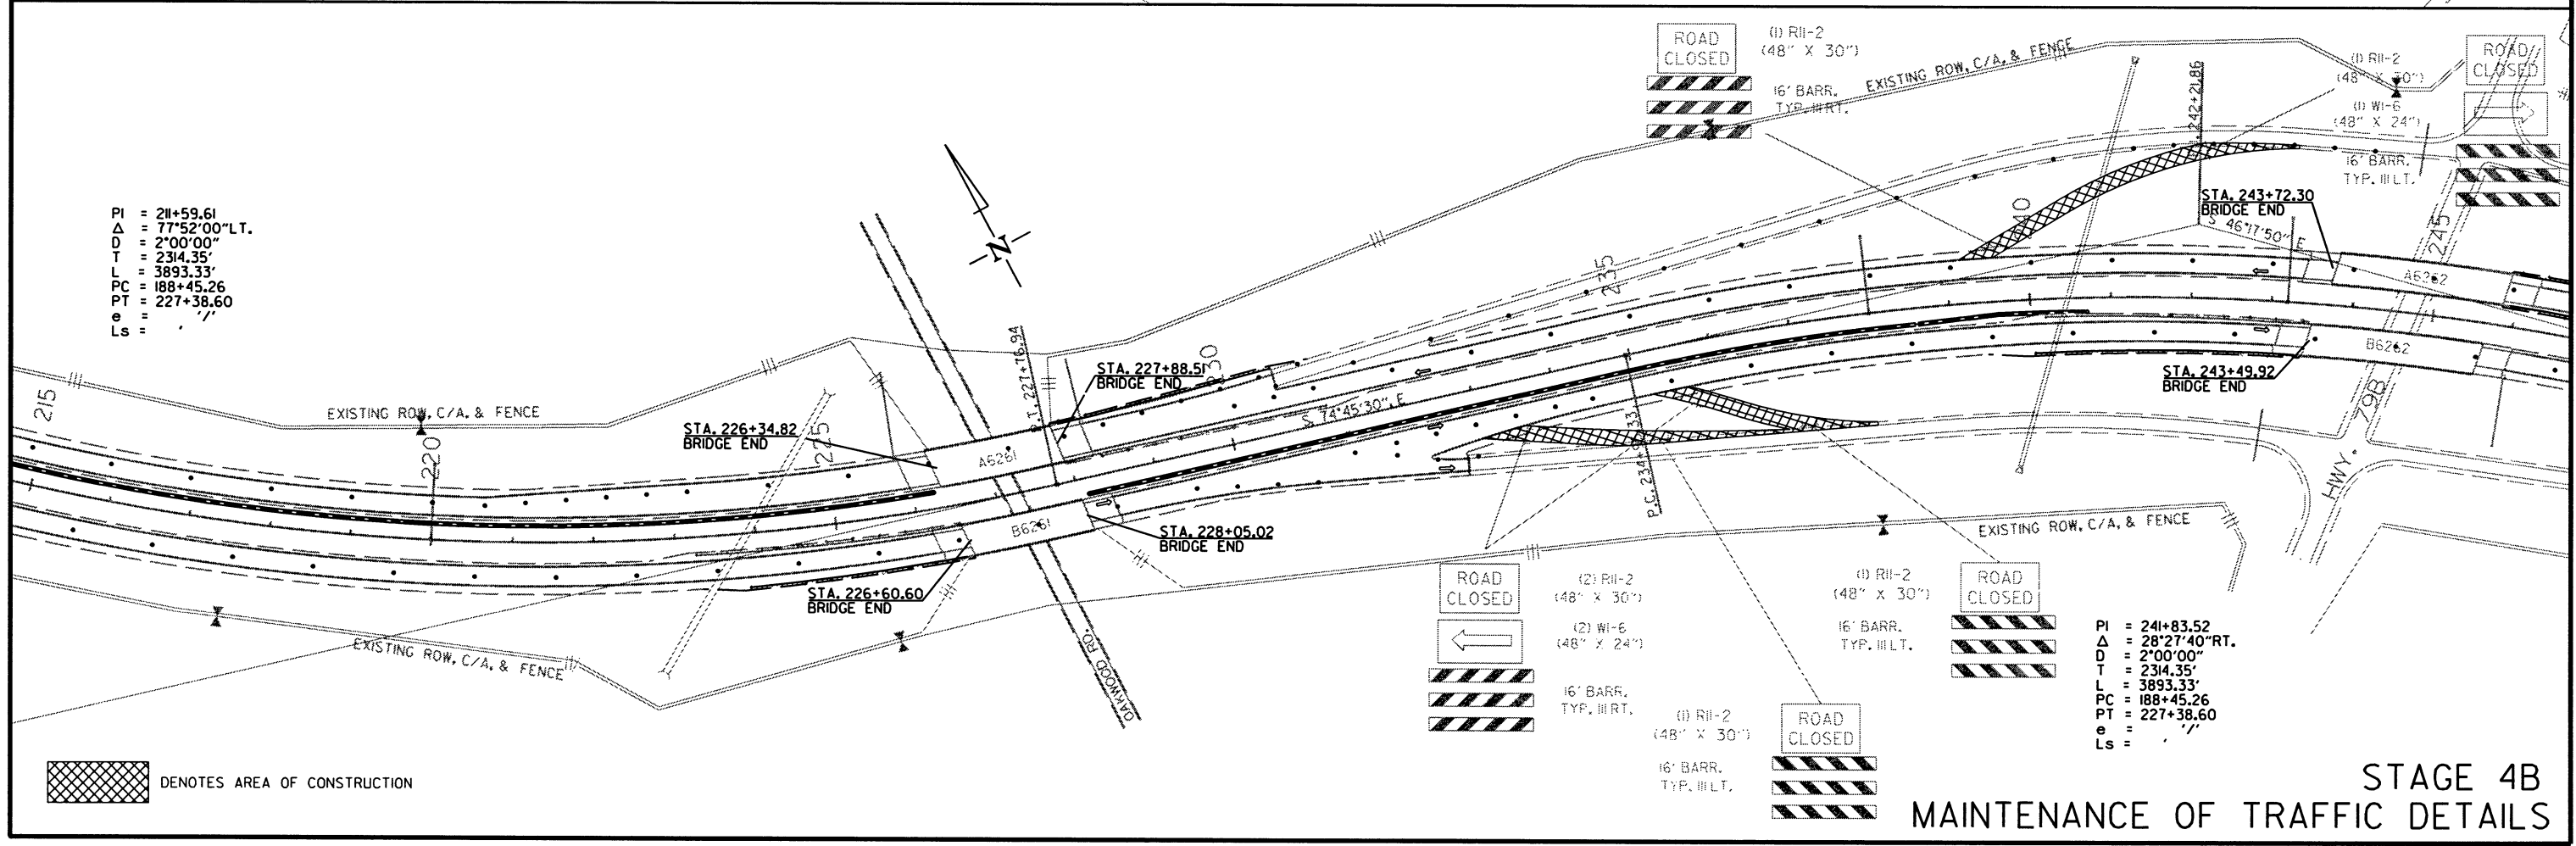 ROAD
CLOSED
(1) R11-2
(48" X 30")
16' BARR.
TYP. III RT.
EXISTING ROW, C/A, & FENCE
242+21.86
(1) R11-2
(48" X 30")
(1) W1-6
(48" X 24")
16' BARR.
TYP. III LT.
ROAD
CLOSED
PI = 211+59.61
Δ = 77°52'00"LT.
D = 2°00'00"
T = 2314.35'
L = 3893.33'
PC = 188+45.26
PT = 227+38.60
e = '/'
Ls = '
N
STA. 243+72.30
BRIDGE END
S 46°17'50" E
240
245
235
A6262
B6262
STA. 243+49.92
BRIDGE END
HWY. 79B
P.T. 227+76.94
STA. 227+88.51
BRIDGE END
230
S 74°45'30" E
215
EXISTING ROW, C/A, & FENCE
220
225
STA. 226+34.82
BRIDGE END
A6261
B6261
STA. 228+05.02
BRIDGE END
STA. 226+60.60
BRIDGE END
OAKWOOD RD.
EXISTING ROW, C/A, & FENCE
EXISTING ROW, C/A, & FENCE
ROAD
CLOSED
(2) R11-2
(48" X 30")
(2) W1-6
(48" X 24")
16' BARR.
TYP. III RT.
(1) R11-2
(48" X 30")
16' BARR.
TYP. III LT.
ROAD
CLOSED
(1) R11-2
(48" X 30")
16' BARR.
TYP. III LT.
ROAD
CLOSED
PI = 241+83.52
Δ = 28°27'40"RT.
D = 2°00'00"
T = 2314.35'
L = 3893.33'
PC = 188+45.26
PT = 227+38.60
e = '/'
Ls = '
DENOTES AREA OF CONSTRUCTION
STAGE 4B
MAINTENANCE OF TRAFFIC DETAILS